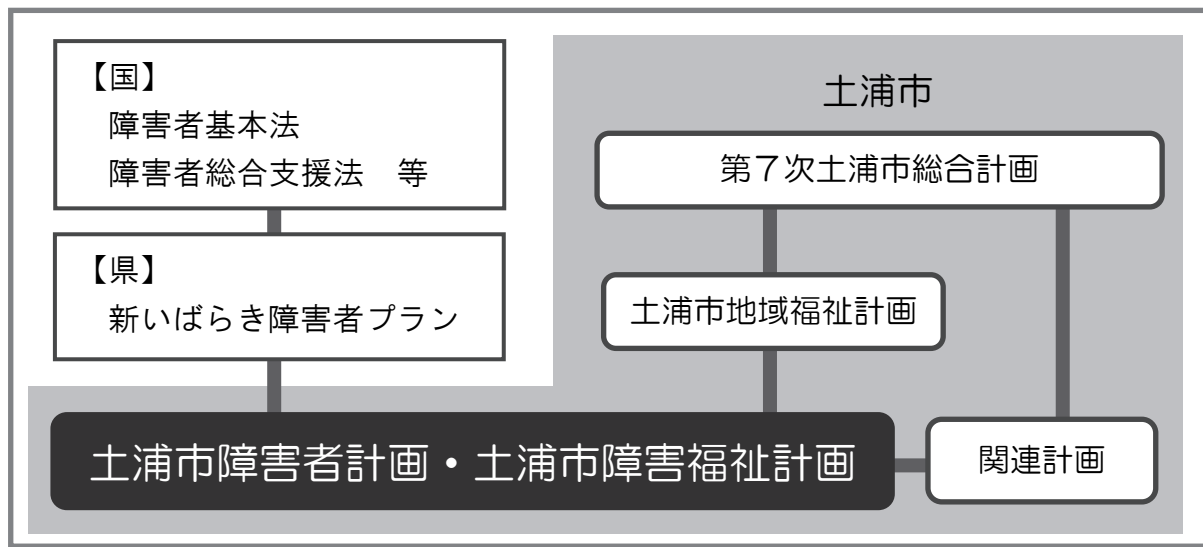 【国】
障害者基本法
障害者総合支援法　等
【県】
新いばらき障害者プラン
土浦市
第７次土浦市総合計画
土浦市地域福祉計画
土浦市障害者計画・土浦市障害福祉計画
関連計画